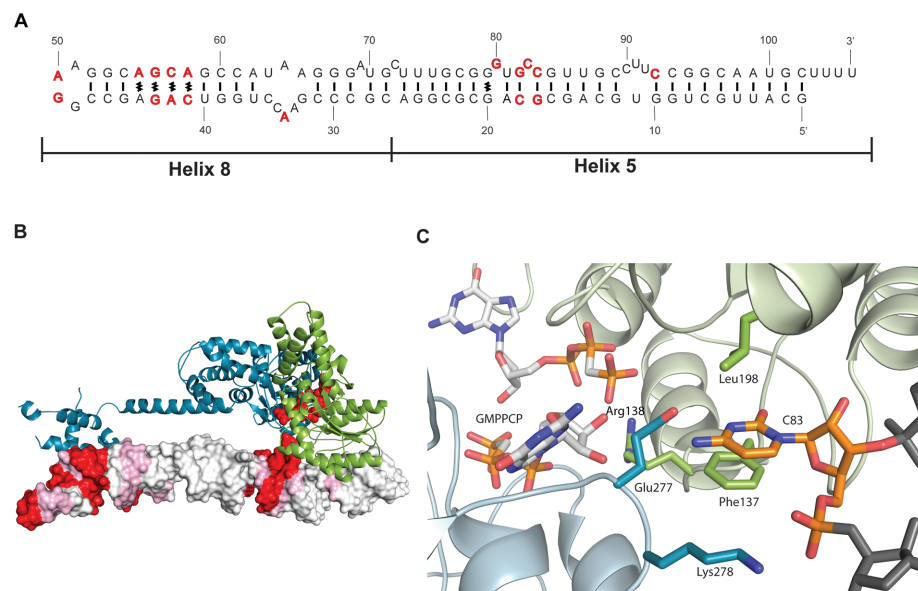 A
50 60 70 80 90 100 3'
AAGGCAGCAGCCAUAAGGGAUGCUUUGCGGGUGCCGUUGCCUUCCGGCAAUGCUUUU
40 30 20 10 5'
Helix 8
Helix 5
B
C
Leu198
GMPPCP
Arg138
C83
Glu277
Phe137
Lys278